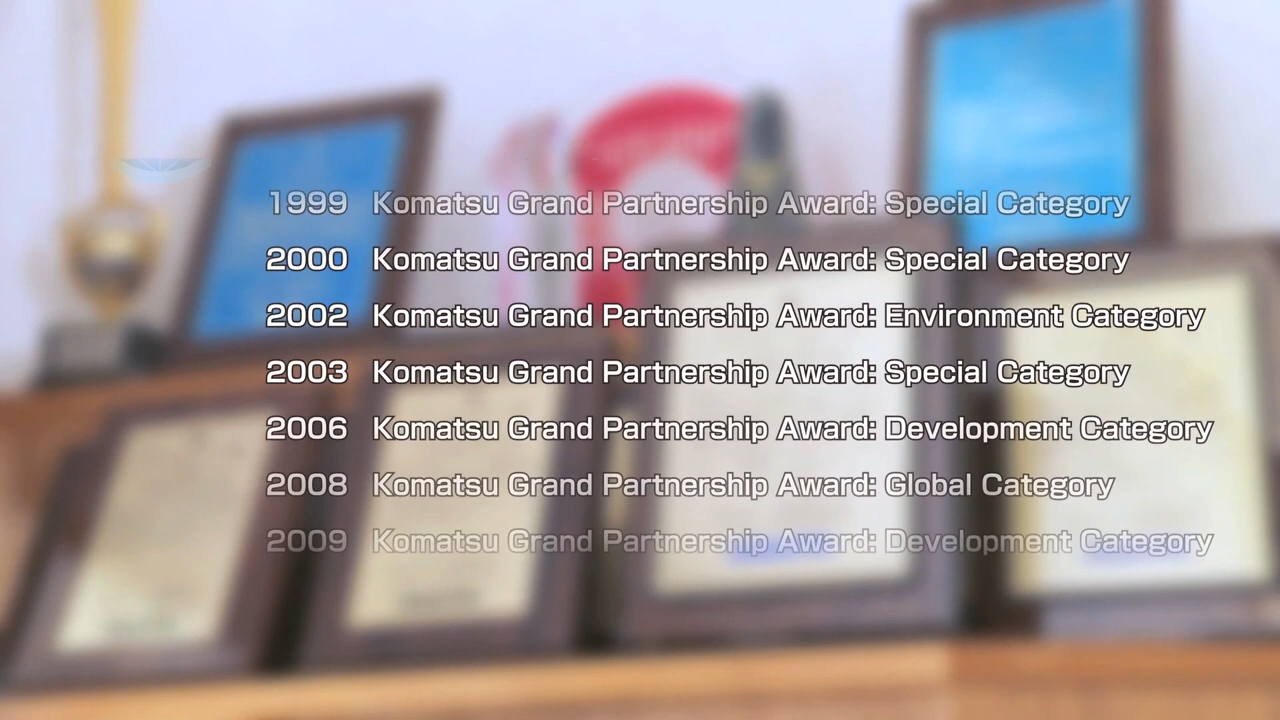 1999 Komatsu Grand Partnership Award: Special Category
2000 Komatsu Grand Partnership Award: Special Category
2002 Komatsu Grand Partnership Award: Environment Category
2003 Komatsu Grand Partnership Award: Special Category
2006 Komatsu Grand Partnership Award: Development Category
2008 Komatsu Grand Partnership Award: Global Category
2009 Komatsu Grand Partnership Award: Development Category